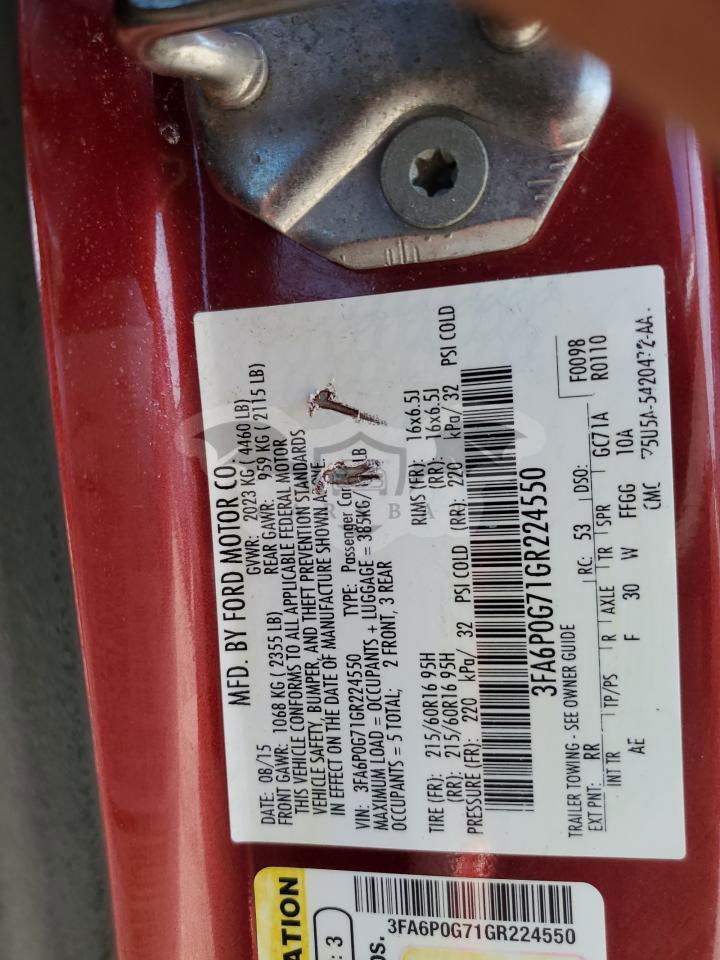 MFD. BY FORD MOTOR CO.
DATE: 08/15 GVWR: 2023 KG ( 4460 LB)
FRONT GAWR: 1068 KG ( 2355 LB) REAR GAWR: 959 KG ( 2115 LB)
THIS VEHICLE CONFORMS TO ALL APPLICABLE FEDERAL MOTOR
VEHICLE SAFETY, BUMPER, AND THEFT PREVENTION STANDARDS
IN EFFECT ON THE DATE OF MANUFACTURE SHOWN
VIN: 3FA6P0G71GR224550 TYPE: Passenger Car
MAXIMUM LOAD = OCCUPANTS + LUGGAGE = 385KG/ LB
OCCUPANTS = 5 TOTAL; 2 FRONT, 3 REAR
TIRE (FR): 215/60R16 95H RIMS (FR): 16x6.5J
(RR): 215/60R16 95H (RR): 16x6.5J
PRESSURE (FR): 220 kPa/ 32 PSI COLD (RR): 220 kPa/ 32 PSI COLD
3FA6P0G71GR224550
TRAILER TOWING - SEE OWNER GUIDE F0098
EXT PNT: RR RC: 53 DSO: R0110
INT TR TP/PS R AXLE TR SPR GC71A
AE F 30 W FFGG 10A
ATION
: 3
os.
3FA6P0G71GR224550